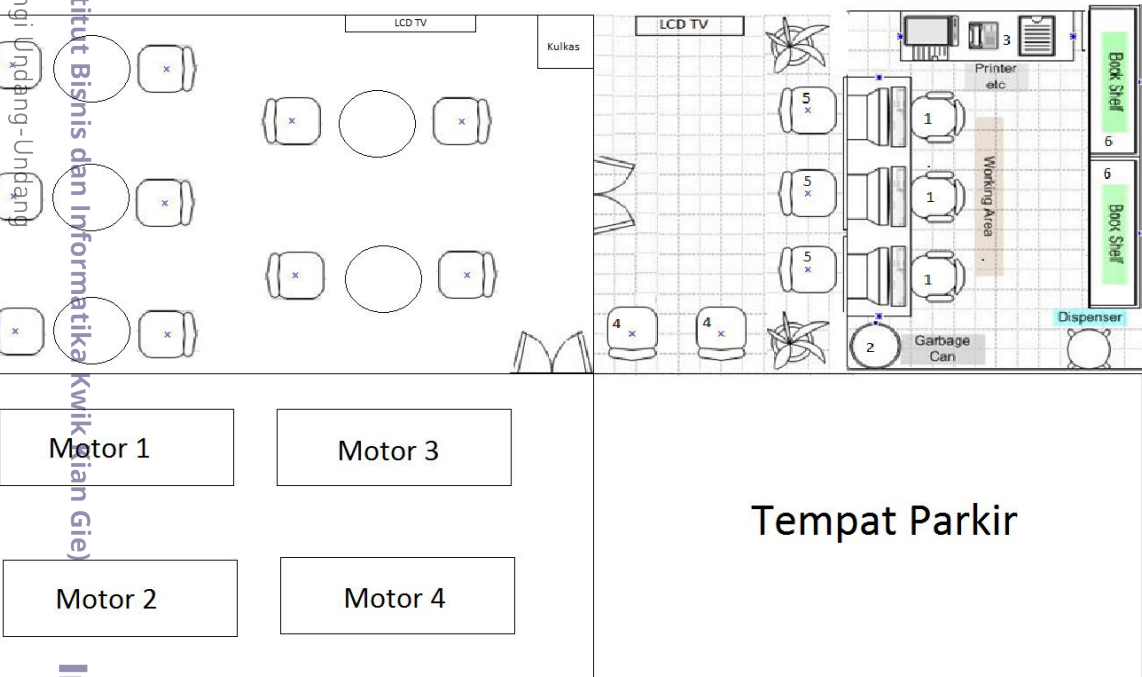 LCD TV
Kulkas
LCD TV
3
Printer
etc
Book Shelf
6
6
Book Shelf
5
5
5
1
1
1
Working Area
4
4
2
Garbage
Can
Dispenser
Motor 1
Motor 3
Motor 2
Motor 4
Tempat Parkir
titut Bisnis dan Informatika Kwik Kian Gie)
ngi Undang-Undang